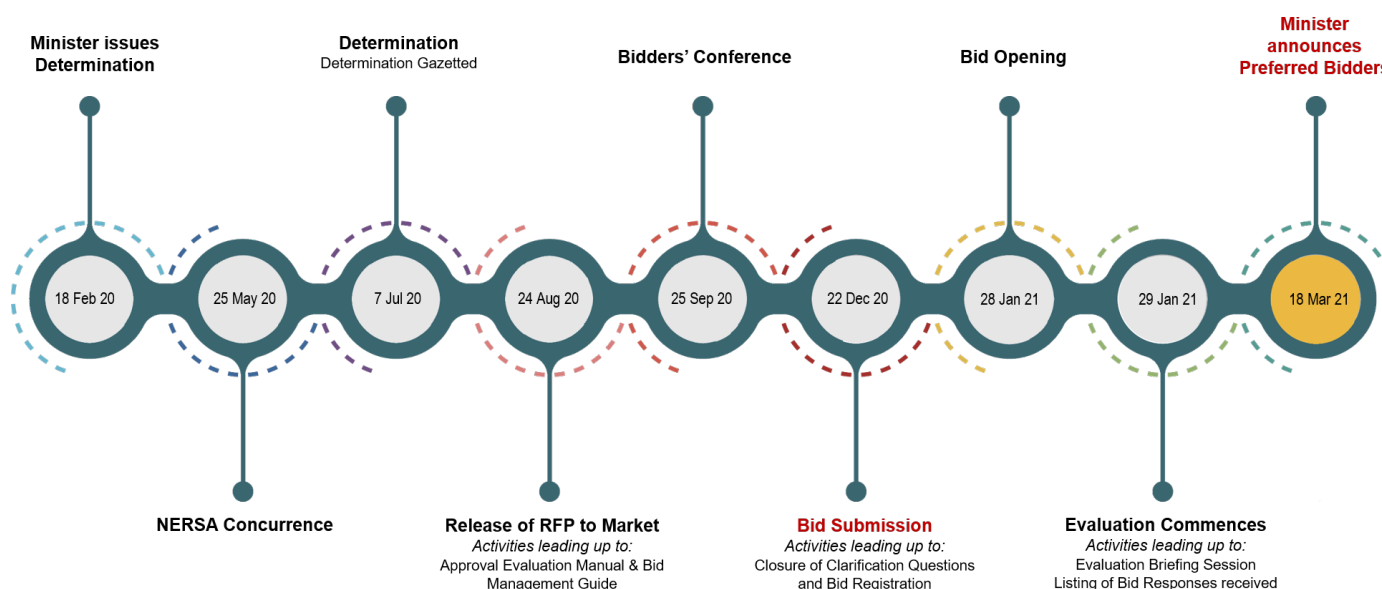 Minister issues
Determination
Determination
Determination Gazetted
Bidders’ Conference
Bid Opening
Minister
announces
Preferred Bidders
18 Feb 20
25 May 20
7 Jul 20
24 Aug 20
25 Sep 20
22 Dec 20
28 Jan 21
29 Jan 21
18 Mar 21
NERSA Concurrence
Release of RFP to Market
Activities leading up to:
Approval Evaluation Manual & Bid
Management Guide
Bid Submission
Activities leading up to:
Closure of Clarification Questions
and Bid Registration
Evaluation Commences
Activities leading up to:
Evaluation Briefing Session
Listing of Bid Responses received